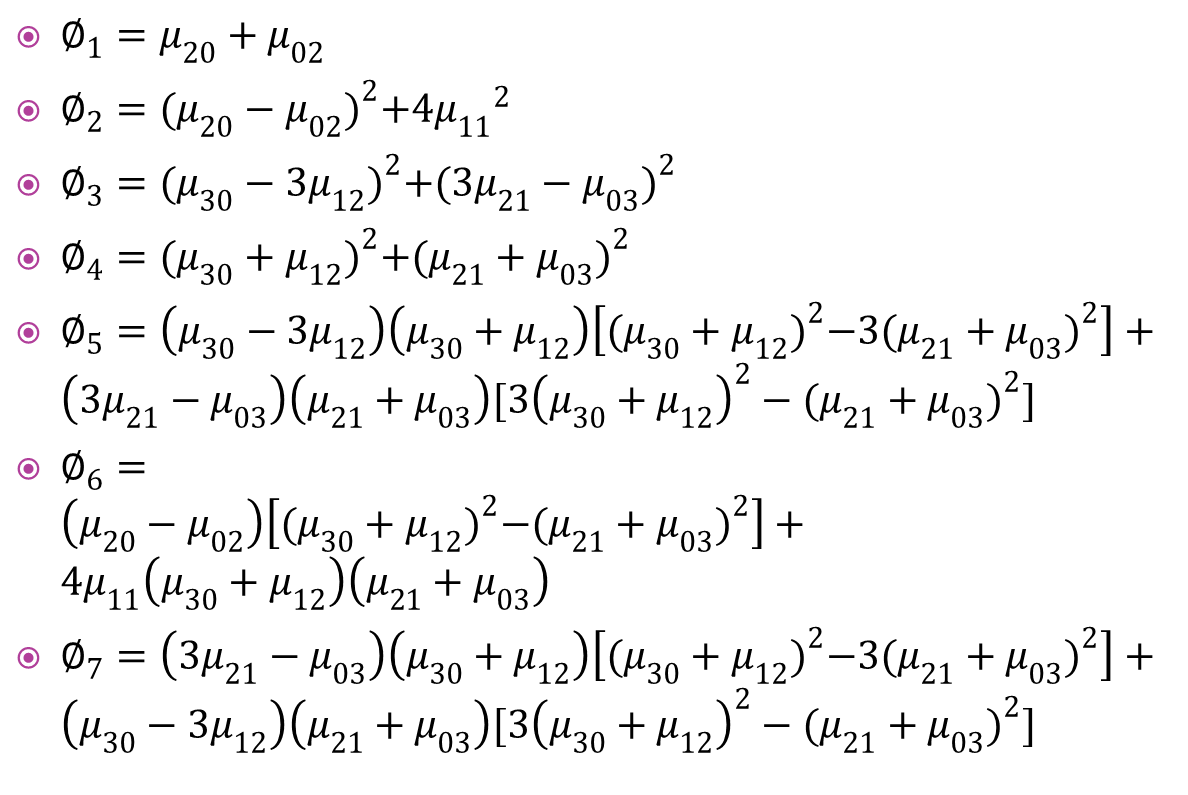 ∅₁ = μ₂₀ + μ₀₂
∅₂ = (μ₂₀ − μ₀₂)²+4μ₁₁²
∅₃ = (μ₃₀ − 3μ₁₂)²+(3μ₂₁ − μ₀₃)²
∅₄ = (μ₃₀ + μ₁₂)²+(μ₂₁ + μ₀₃)²
∅₅ = (μ₃₀ − 3μ₁₂)(μ₃₀ + μ₁₂)[(μ₃₀ + μ₁₂)²−3(μ₂₁ + μ₀₃)²] +
(3μ₂₁ − μ₀₃)(μ₂₁ + μ₀₃)[3(μ₃₀ + μ₁₂)² − (μ₂₁ + μ₀₃)²]
∅₆ =
(μ₂₀ − μ₀₂)[(μ₃₀ + μ₁₂)²−(μ₂₁ + μ₀₃)²] +
4μ₁₁(μ₃₀ + μ₁₂)(μ₂₁ + μ₀₃)
∅₇ = (3μ₂₁ − μ₀₃)(μ₃₀ + μ₁₂)[(μ₃₀ + μ₁₂)²−3(μ₂₁ + μ₀₃)²] +
(μ₃₀ − 3μ₁₂)(μ₂₁ + μ₀₃)[3(μ₃₀ + μ₁₂)² − (μ₂₁ + μ₀₃)²]